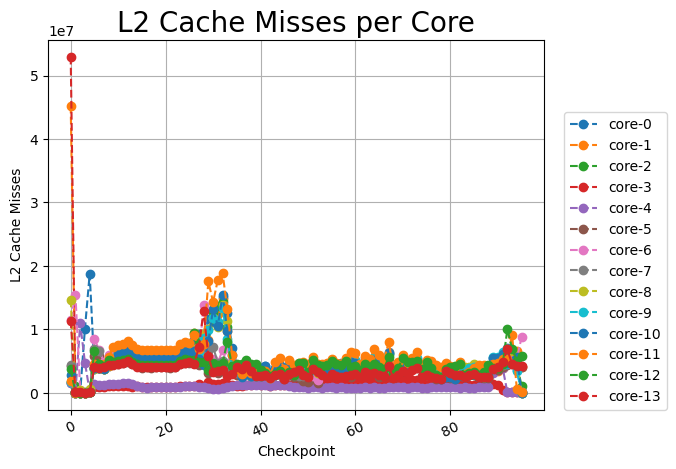 L2 Cache Misses per Core
1e7
5
4
3
2
1
0
L2 Cache Misses
0
20
40
60
80
Checkpoint
core-0
core-1
core-2
core-3
core-4
core-5
core-6
core-7
core-8
core-9
core-10
core-11
core-12
core-13